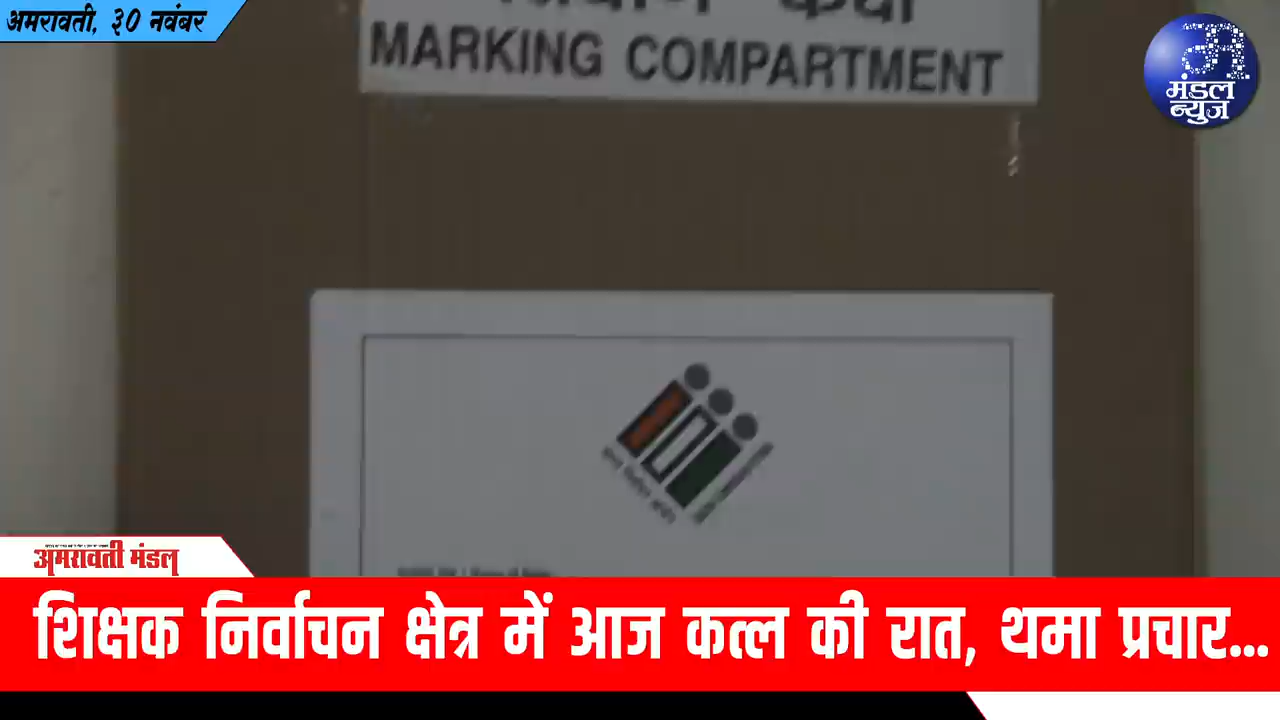 अमरावती, ३० नवंबर
मी
मंडल
न्युज
MARKING COMPARTMENT
अमरावती मंडल
शिक्षक निर्वाचन क्षेत्र में आज कत्ल की रात, थमा प्रचार...